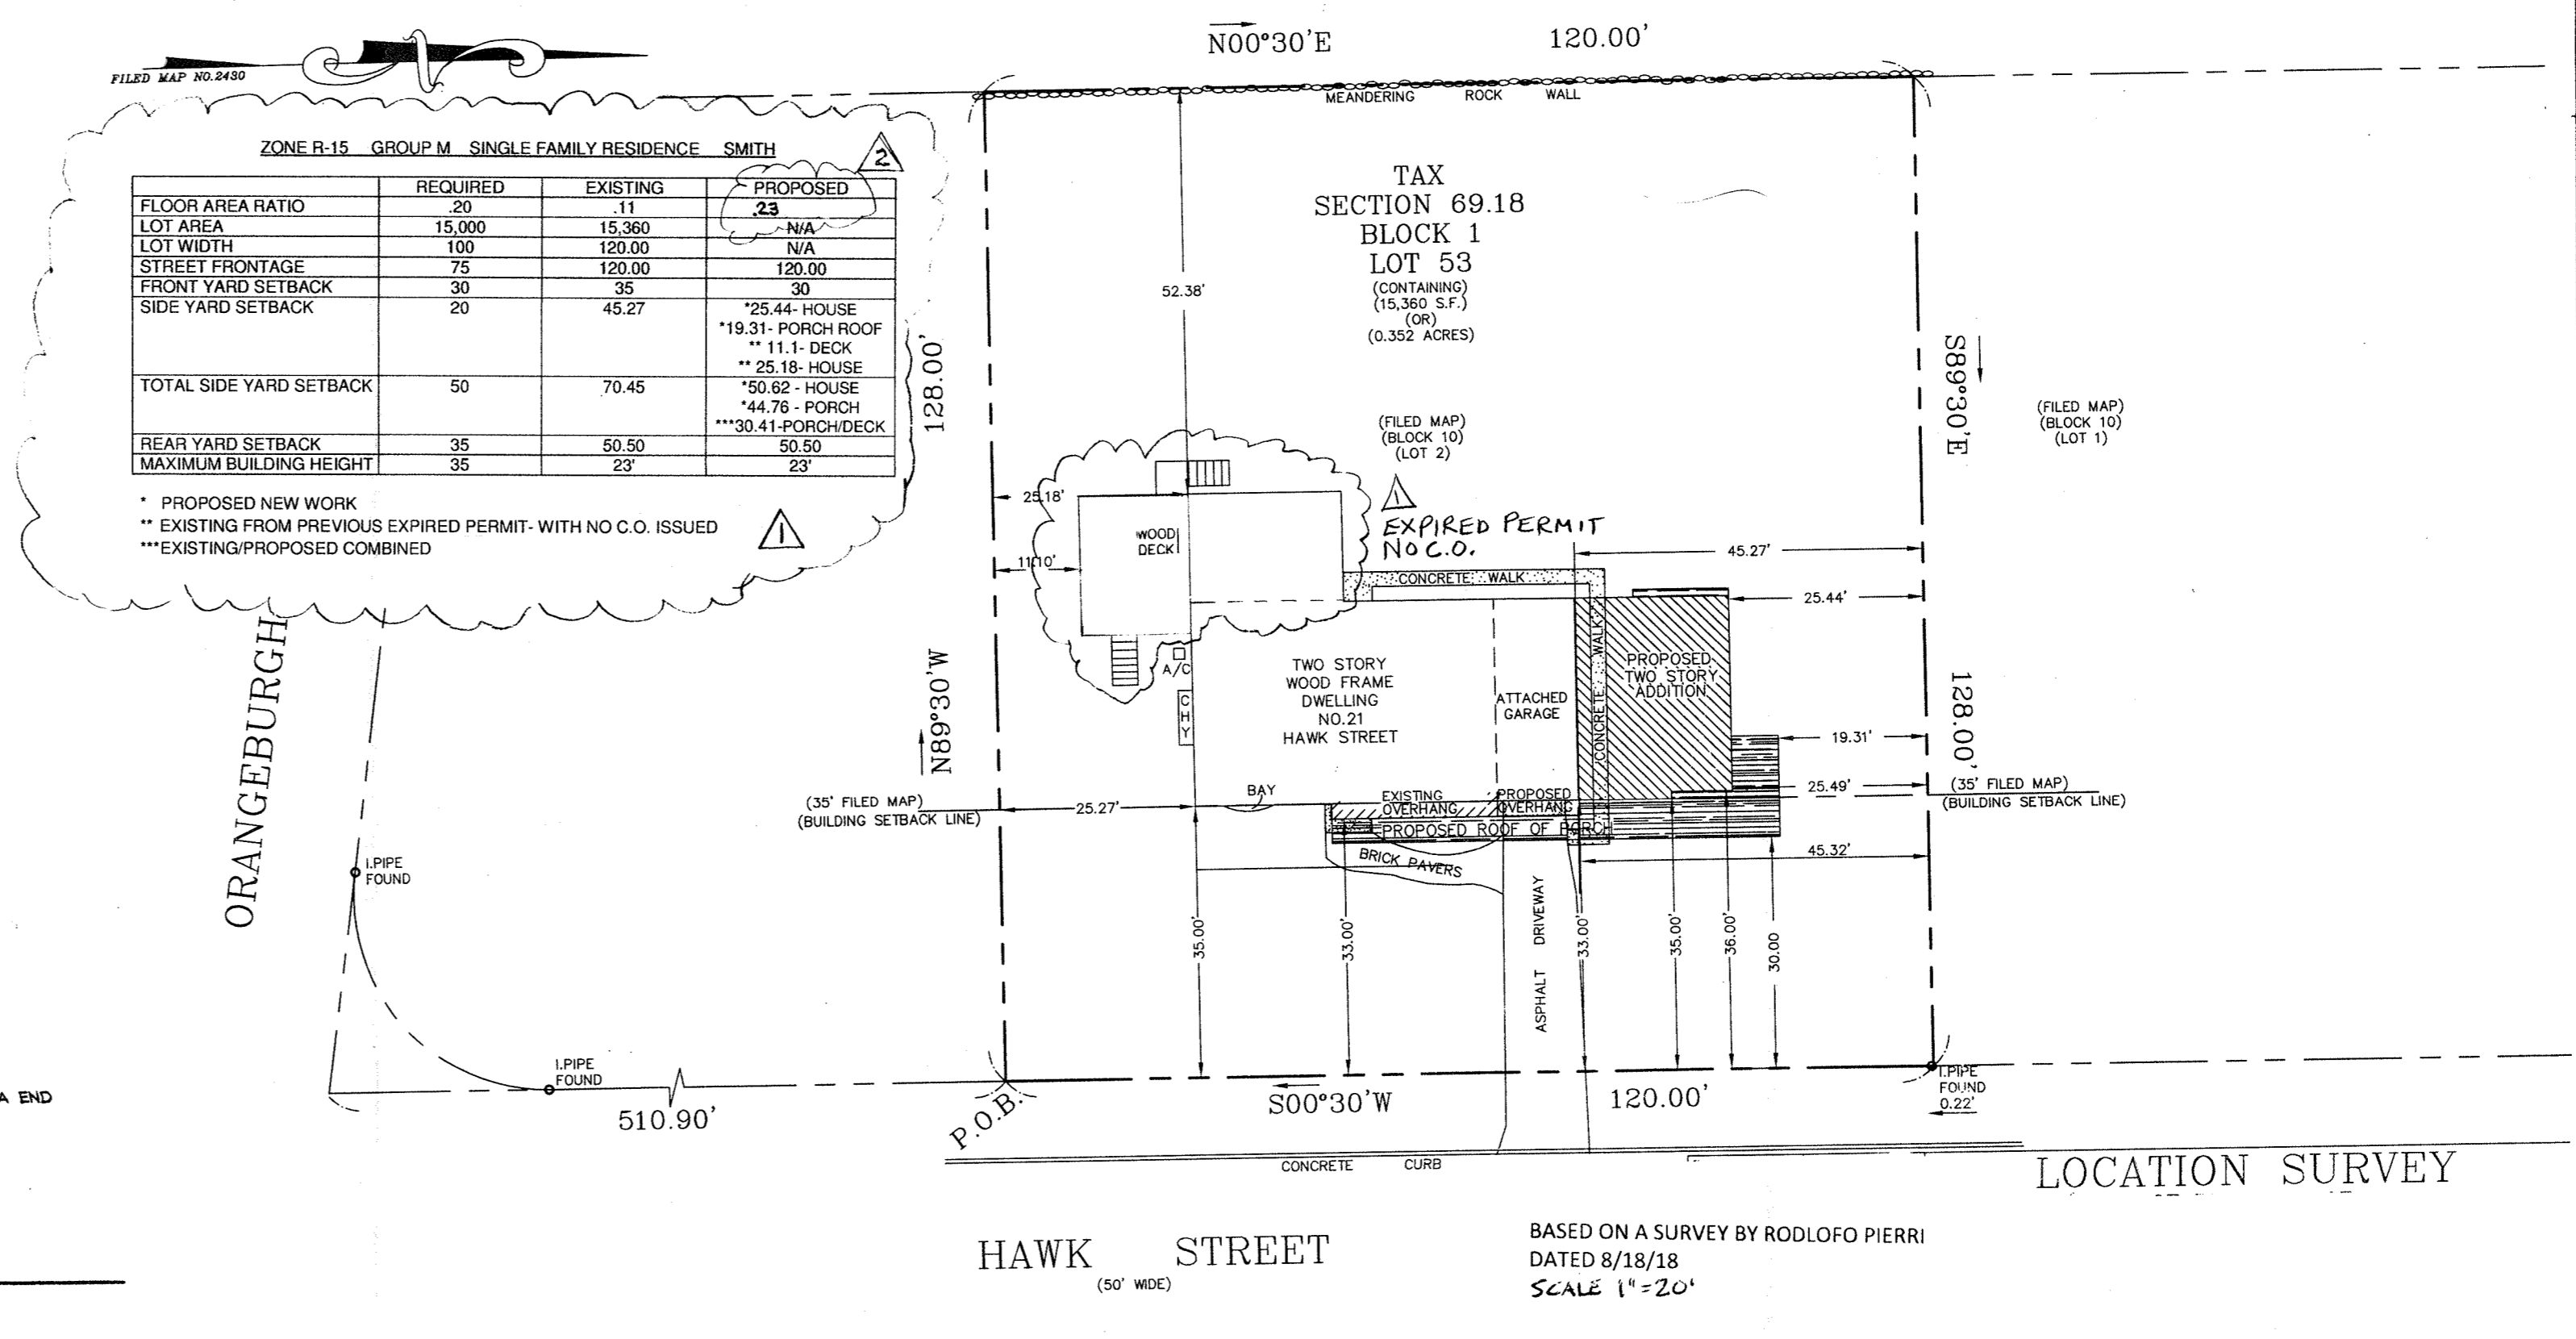 N00°30'E 120.00'
FILED MAP NO.2430
MEANDERING ROCK WALL
ZONE R-15 GROUP M SINGLE FAMILY RESIDENCE SMITH
2
REQUIRED EXISTING PROPOSED
FLOOR AREA RATIO .20 .11 .23
LOT AREA 15,000 15,360 N/A
LOT WIDTH 100 120.00 N/A
STREET FRONTAGE 75 120.00 120.00
FRONT YARD SETBACK 30 35 30
SIDE YARD SETBACK 20 45.27 *25.44- HOUSE
*19.31- PORCH ROOF
** 11.1- DECK
** 25.18- HOUSE
TOTAL SIDE YARD SETBACK 50 70.45 *50.62 - HOUSE
*44.76 - PORCH
***30.41-PORCH/DECK
REAR YARD SETBACK 35 50.50 50.50
MAXIMUM BUILDING HEIGHT 35 23' 23'
* PROPOSED NEW WORK
** EXISTING FROM PREVIOUS EXPIRED PERMIT- WITH NO C.O. ISSUED
***EXISTING/PROPOSED COMBINED
1
128.00'
N89°30'W
52.38'
TAX
SECTION 69.18
BLOCK 1
LOT 53
(CONTAINING)
(15,360 S.F.)
(OR)
(0.352 ACRES)
(FILED MAP)
(BLOCK 10)
(LOT 2)
S89°30'E
128.00'
(FILED MAP)
(BLOCK 10)
(LOT 1)
1
EXPIRED PERMIT
NO C.O.
25.18'
WOOD
DECK
11.10'
45.27'
CONCRETE WALK
25.44'
A/C
CHY
TWO STORY
WOOD FRAME
DWELLING
NO.21
HAWK STREET
ATTACHED
GARAGE
CONCRETE WALK
PROPOSED
TWO STORY
ADDITION
19.31'
25.49'
(35' FILED MAP)
(BUILDING SETBACK LINE)
(35' FILED MAP)
(BUILDING SETBACK LINE)
25.27'
BAY
EXISTING
OVERHANG
PROPOSED
OVERHANG
PROPOSED ROOF OF PORCH
BRICK PAVERS
45.32'
35.00'
33.00'
ASPHALT DRIVEWAY
33.00'
35.00'
36.00'
30.00
ORANGEBURGH
I.PIPE
FOUND
I.PIPE
FOUND
A END
510.90'
P.O.B.
S00°30'W 120.00'
I.PIPE
FOUND
0.22'
CONCRETE CURB
LOCATION SURVEY
HAWK STREET
(50' WIDE)
BASED ON A SURVEY BY RODLOFO PIERRI
DATED 8/18/18
SCALE 1"=20'